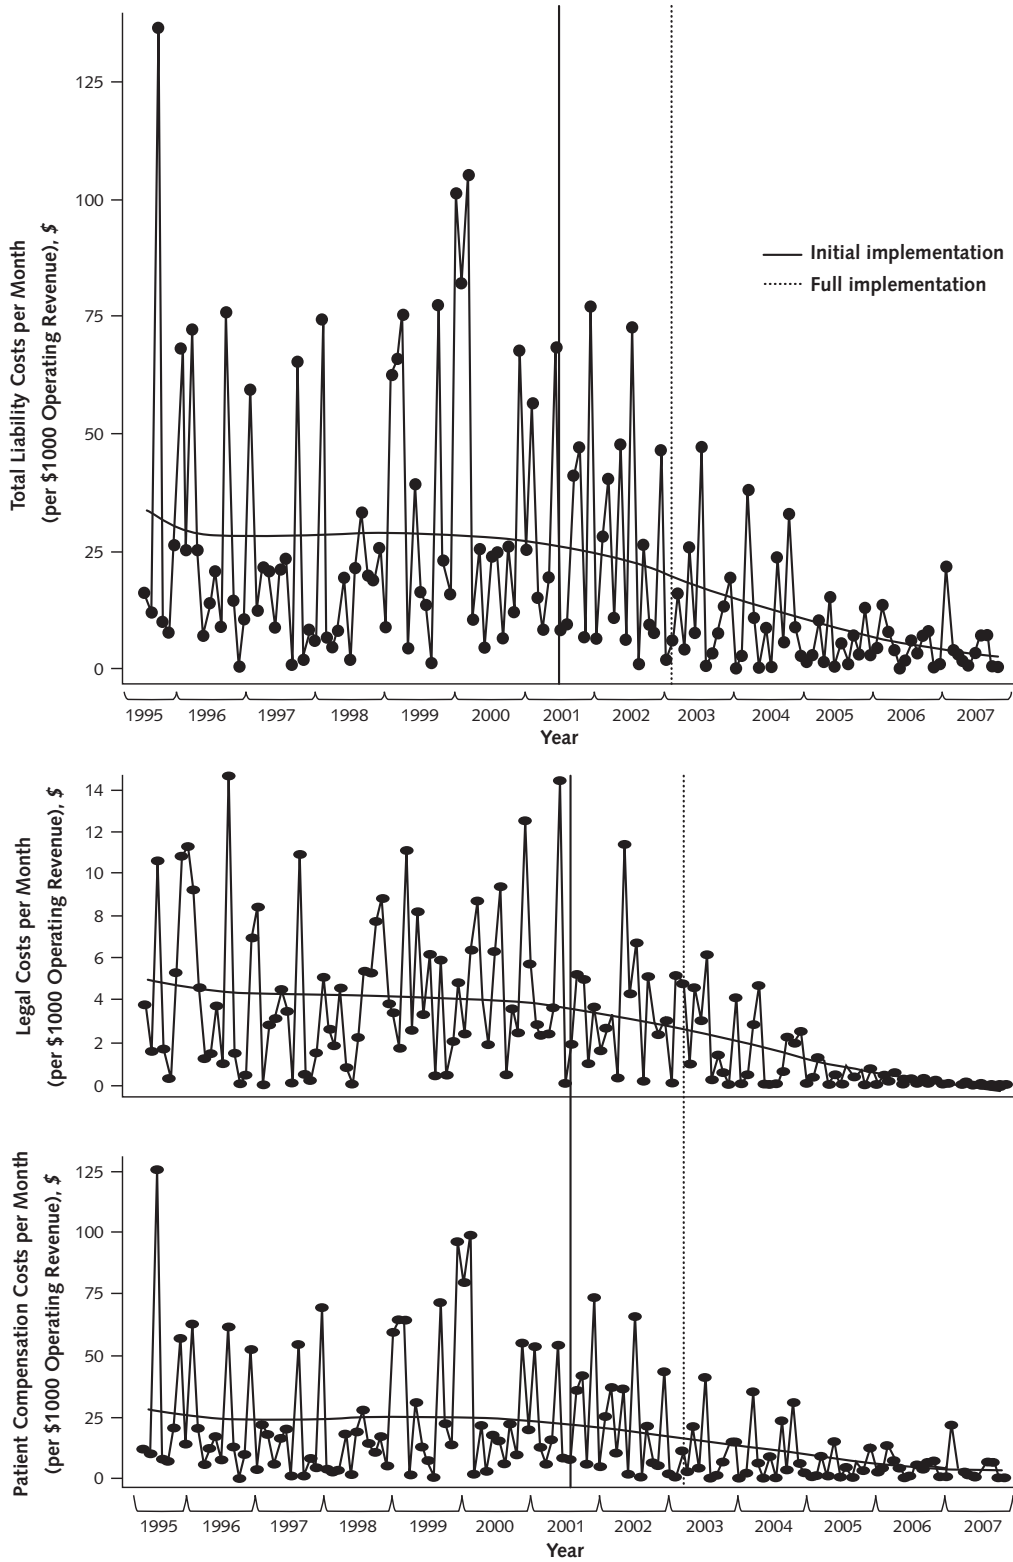 Total Liability Costs per Month
(per $1000 Operating Revenue), $
125
100
75
50
25
0
Initial implementation
Full implementation
1995 1996 1997 1998 1999 2000 2001 2002 2003 2004 2005 2006 2007
Year
Legal Costs per Month
(per $1000 Operating Revenue), $
14
12
10
8
6
4
2
0
Patient Compensation Costs per Month
(per $1000 Operating Revenue), $
125
100
75
50
25
0
1995 1996 1997 1998 1999 2000 2001 2002 2003 2004 2005 2006 2007
Year